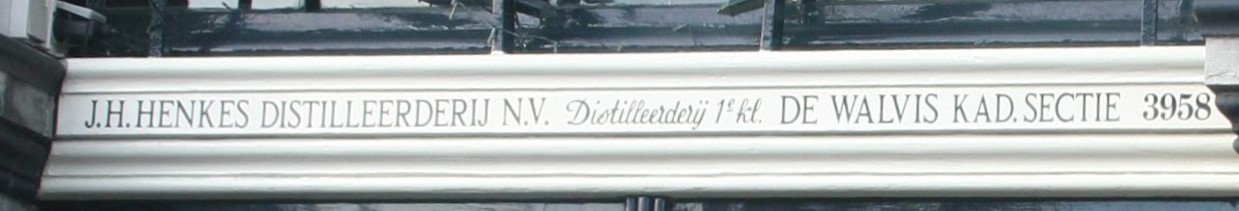 J.H. HENKES DISTILLEERDERIJ N.V. Distilleerderij 1e kl. DE WALVIS KAD. SECTIE 3958